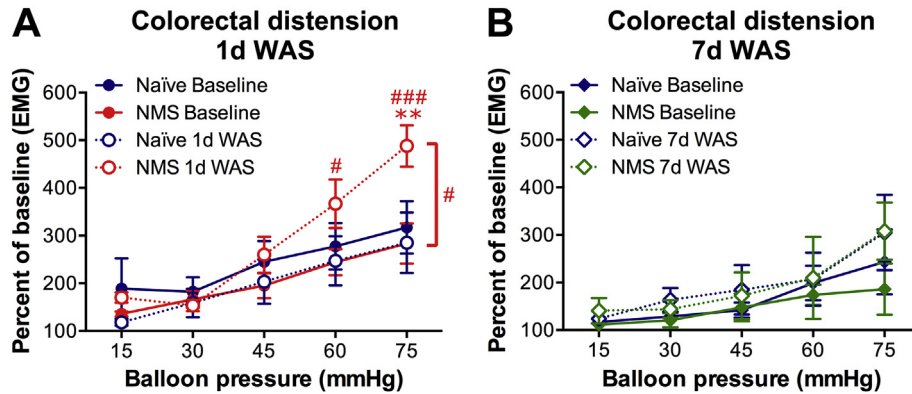 A
Colorectal distension
1d WAS
Percent of baseline (EMG)
600
500
400
300
200
100
Naïve Baseline
NMS Baseline
Naïve 1d WAS
NMS 1d WAS
###
**
#
#
15 30 45 60 75
Balloon pressure (mmHg)
B
Colorectal distension
7d WAS
Percent of baseline (EMG)
600
500
400
300
200
100
Naïve Baseline
NMS Baseline
Naïve 7d WAS
NMS 7d WAS
15 30 45 60 75
Balloon pressure (mmHg)